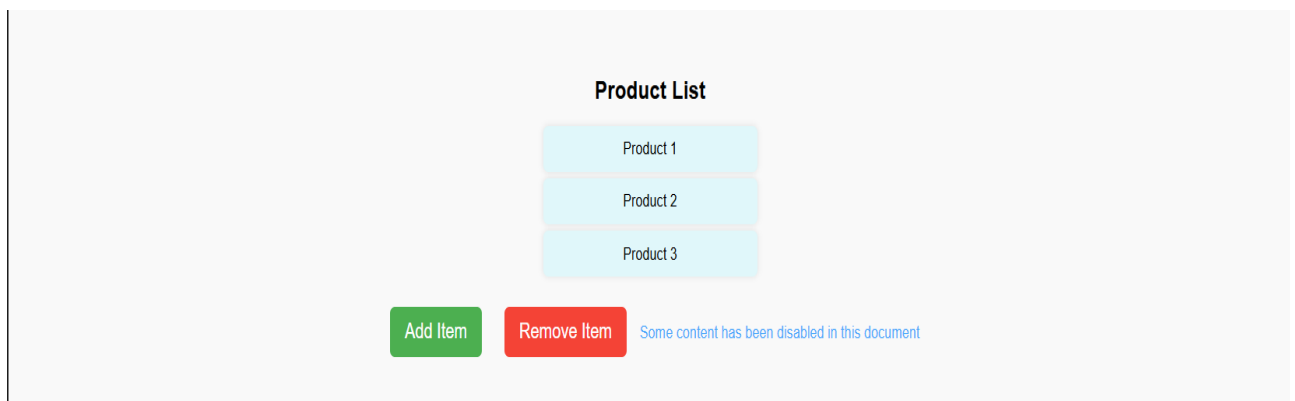 Product List
Product 1
Product 2
Product 3
Add Item Remove Item Some content has been disabled in this document